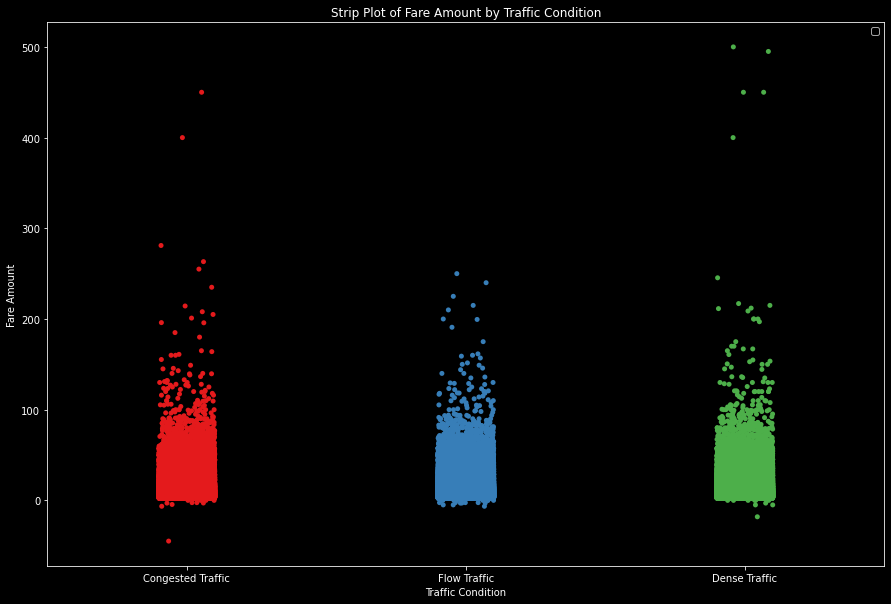 Strip Plot of Fare Amount by Traffic Condition
500
400
300
200
100
0
Fare Amount
Congested Traffic
Flow Traffic
Dense Traffic
Traffic Condition